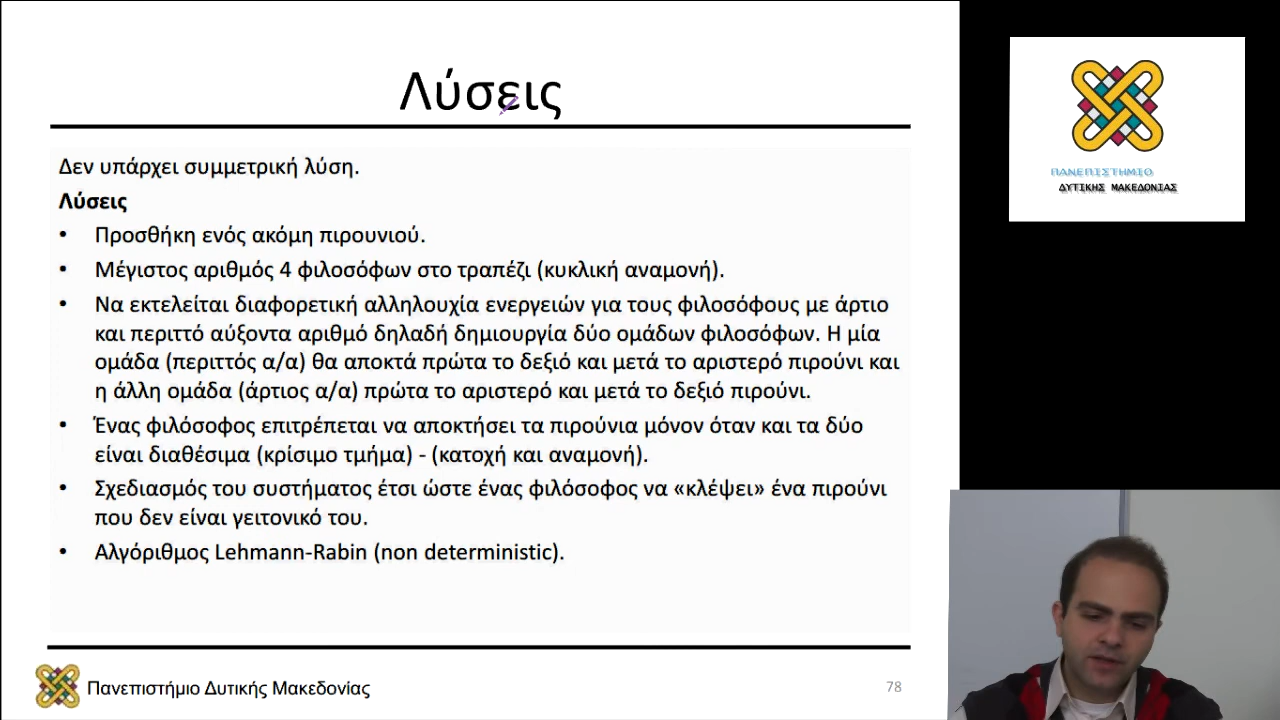 Λύσεις
Δεν υπάρχει συμμετρική λύση.
Λύσεις
• Προσθήκη ενός ακόμη πιρουνιού.
• Μέγιστος αριθμός 4 φιλοσόφων στο τραπέζι (κυκλική αναμονή).
• Να εκτελείται διαφορετική αλληλουχία ενεργειών για τους φιλοσόφους με άρτιο
και περιττό αύξοντα αριθμό δηλαδή δημιουργία δύο ομάδων φιλοσόφων. Η μία
ομάδα (περιττός α/α) θα αποκτά πρώτα το δεξιό και μετά το αριστερό πιρούνι και
η άλλη ομάδα (άρτιος α/α) πρώτα το αριστερό και μετά το δεξιό πιρούνι.
• Ένας φιλόσοφος επιτρέπεται να αποκτήσει τα πιρούνια μόνον όταν και τα δύο
είναι διαθέσιμα (κρίσιμο τμήμα) - (κατοχή και αναμονή).
• Σχεδιασμός του συστήματος έτσι ώστε ένας φιλόσοφος να «κλέψει» ένα πιρούνι
που δεν είναι γειτονικό του.
• Αλγόριθμος Lehmann-Rabin (non deterministic).
Πανεπιστήμιο Δυτικής Μακεδονίας
78
ΠΑΝΕΠΙΣΤΗΜΙΟ
ΔΥΤΙΚΗΣ ΜΑΚΕΔΟΝΙΑΣ